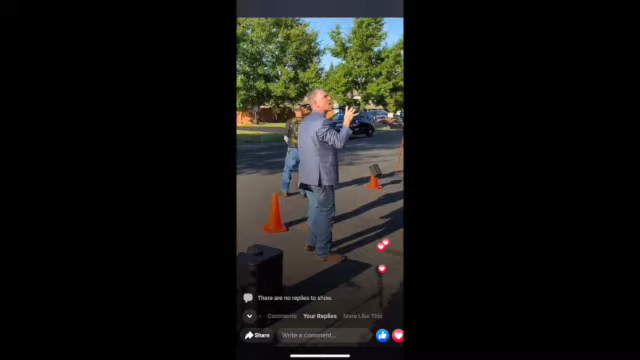 There are no replies to show.
Comments Your Replies More Like This
Share Write a comment...